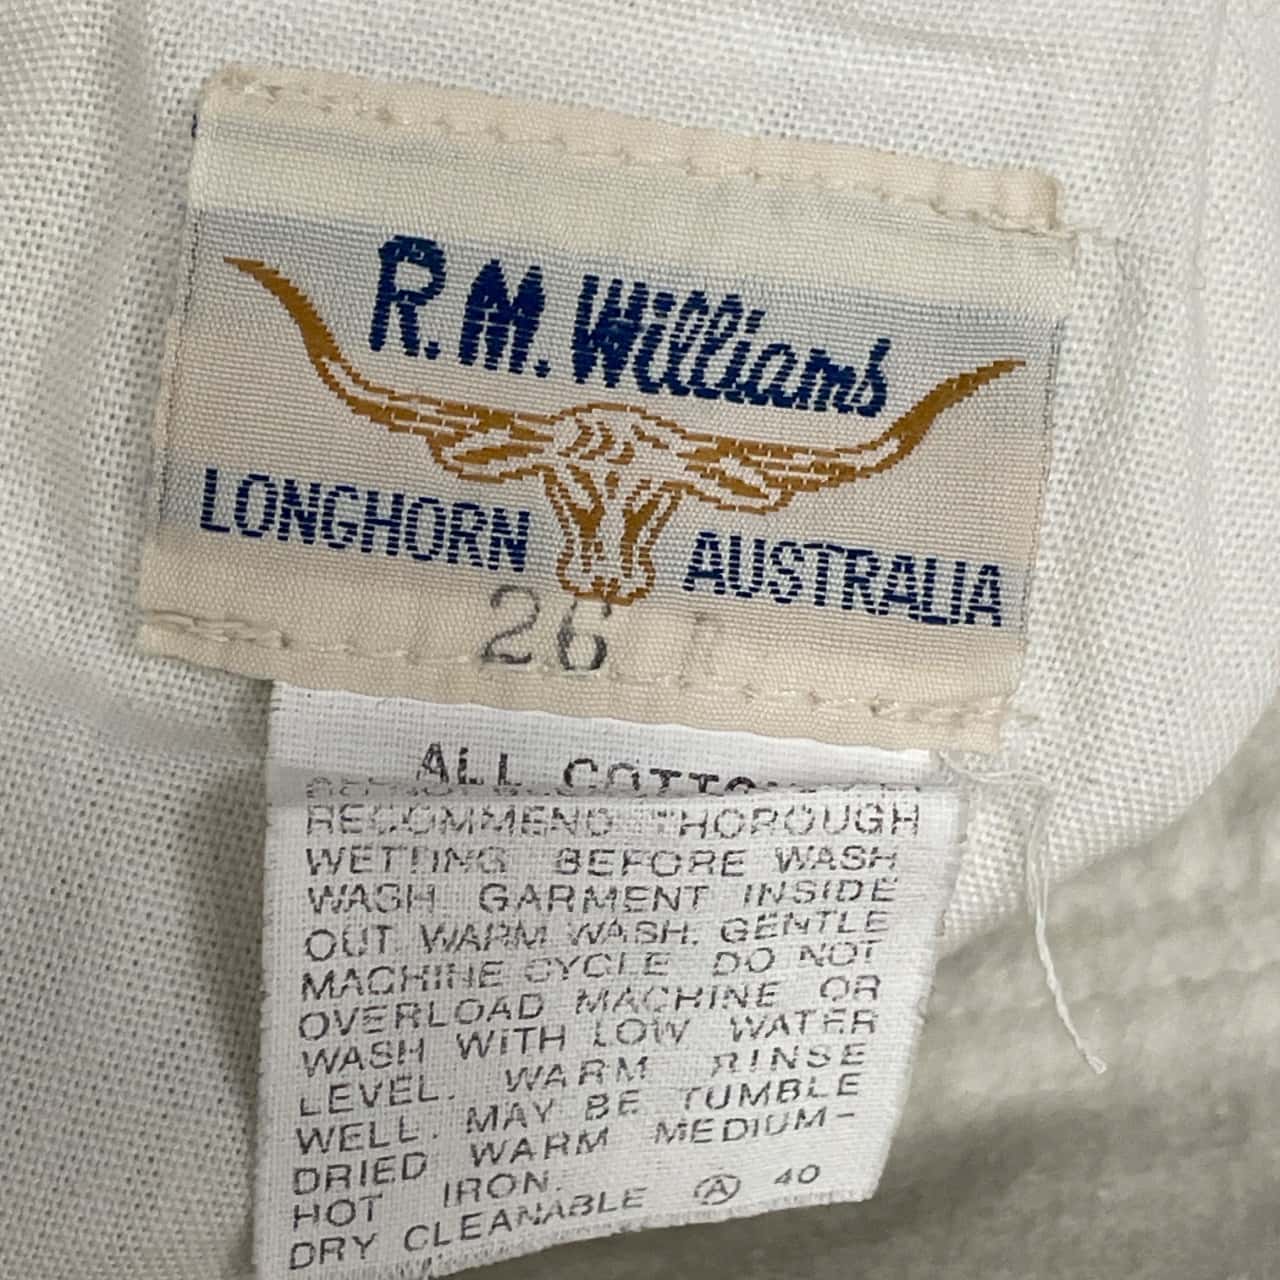 R.M. Williams
LONGHORN AUSTRALIA
26
ALL COTTON
RECOMMEND THOROUGH
WETTING BEFORE WASH
WASH GARMENT INSIDE
OUT. WARM WASH. GENTLE
MACHINE CYCLE DO NOT
OVERLOAD MACHINE OR
WASH WITH LOW WATER
LEVEL. WARM RINSE
WELL. MAY BE TUMBLE
DRIED WARM MEDIUM-
HOT IRON.
DRY CLEANABLE Ⓐ 40